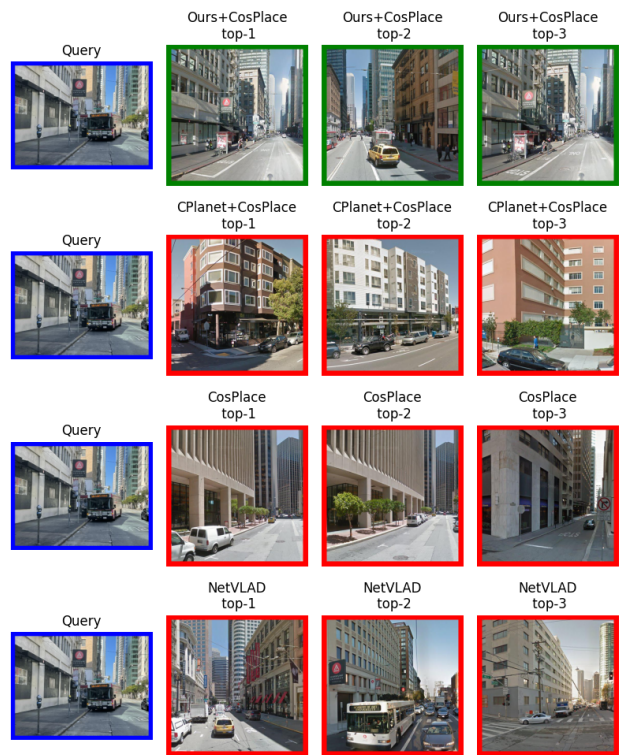 Query
Ours+CosPlace
top-1
Ours+CosPlace
top-2
Ours+CosPlace
top-3
Query
CPlanet+CosPlace
top-1
CPlanet+CosPlace
top-2
CPlanet+CosPlace
top-3
Query
CosPlace
top-1
CosPlace
top-2
CosPlace
top-3
Query
NetVLAD
top-1
NetVLAD
top-2
NetVLAD
top-3